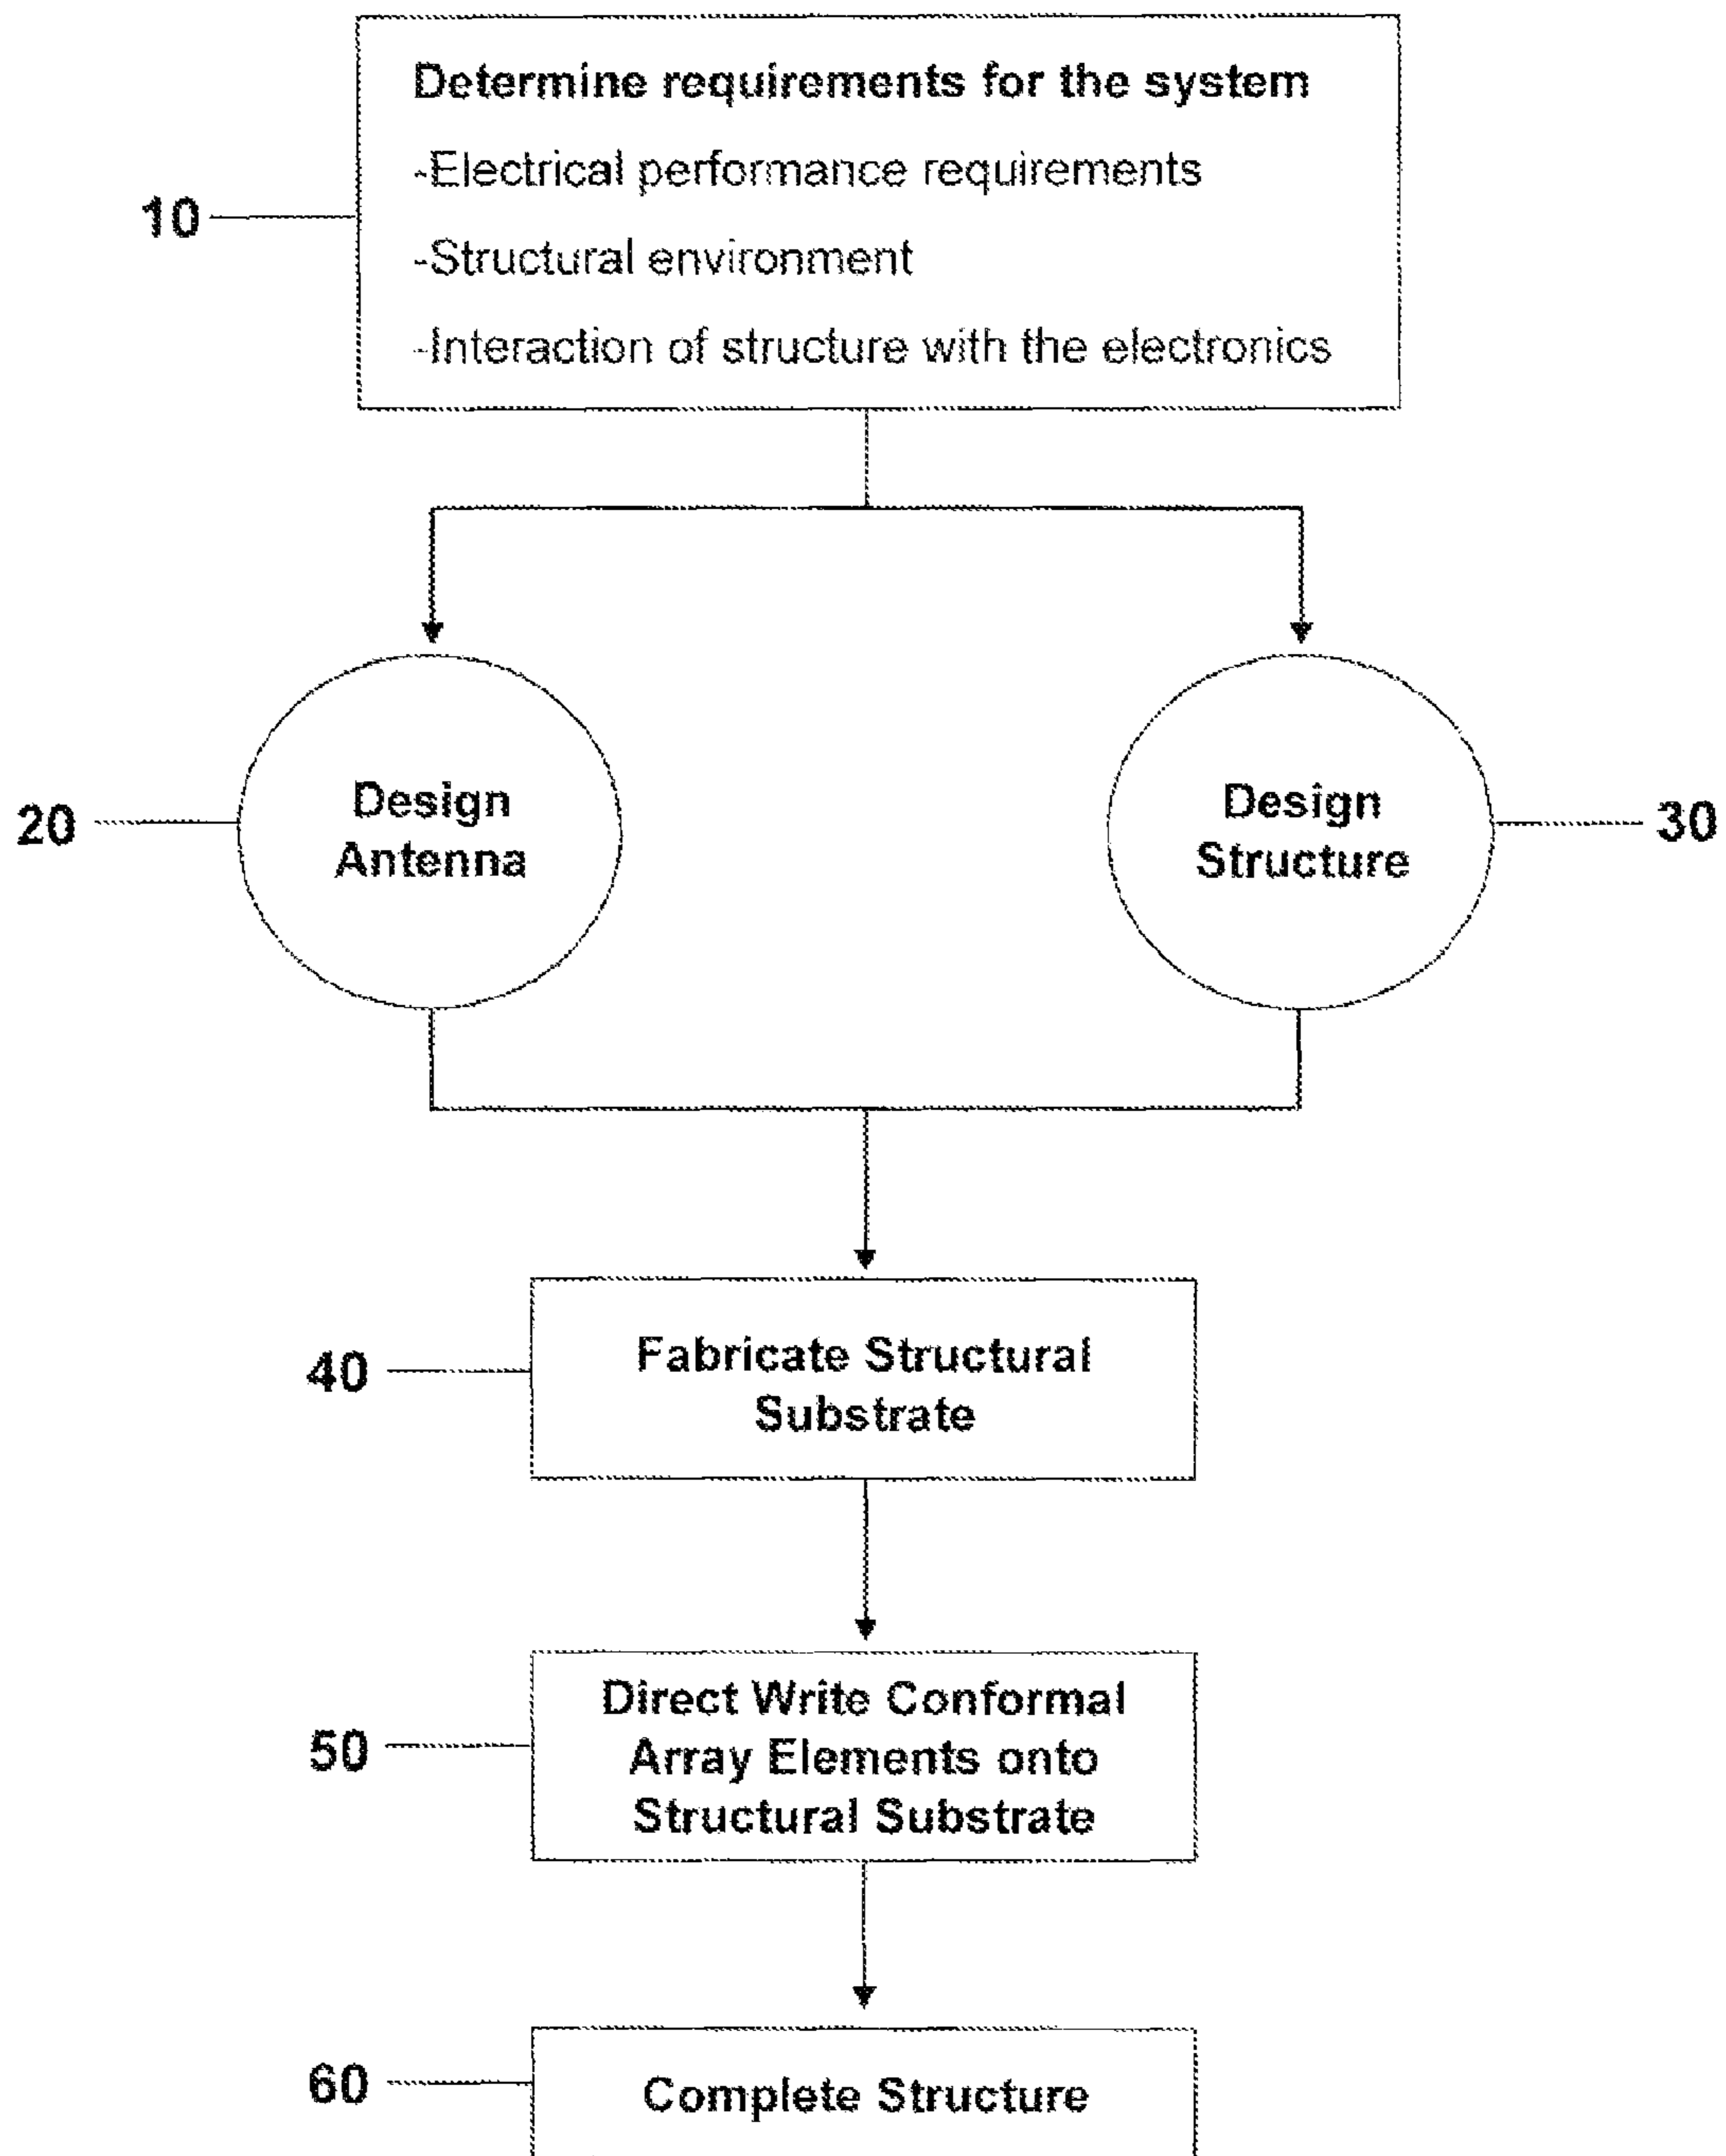 Determine requirements for the system
-Electrical performance requirements
10
-Structural environment
-Interaction of structure with the electronics
20
Design
Antenna
Design
Structure
30
40
Fabricate Structural
Substrate
50
Direct Write Conformal
Array Elements onto
Structural Substrate
60
Complete Structure